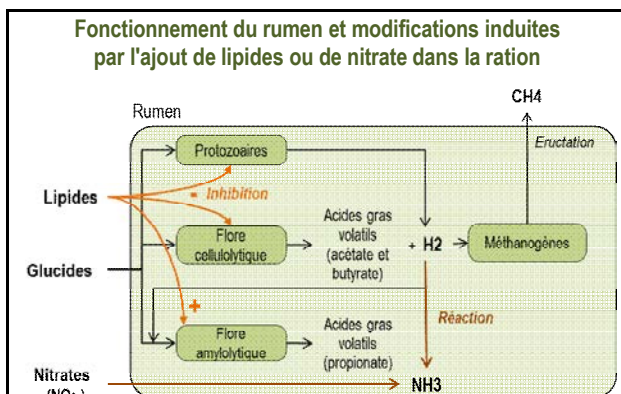 Fonctionnement du rumen et modifications induites
par l'ajout de lipides ou de nitrate dans la ration
CH4
Rumen
Eructation
Protozoaires
Lipides
- Inhibition
Flore
cellulolytique
Acides gras
volatils
(acétate et
butyrate)
+ H2
Méthanogènes
Glucides
+
Réaction
Flore
amylolytique
Acides gras
volatils
(propionate)
Nitrates
NH3